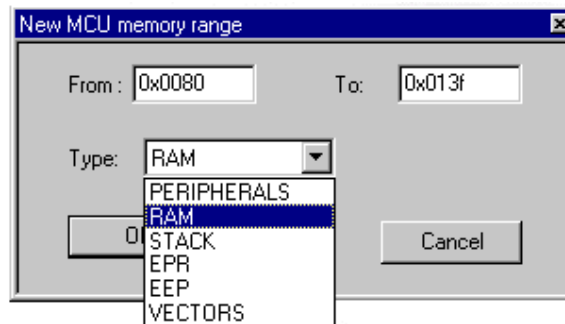 New MCU memory range
From : 0x0080 To: 0x013f
Type: RAM
PERIPHERALS
RAM
STACK
EPR
EEP
VECTORS
Cancel